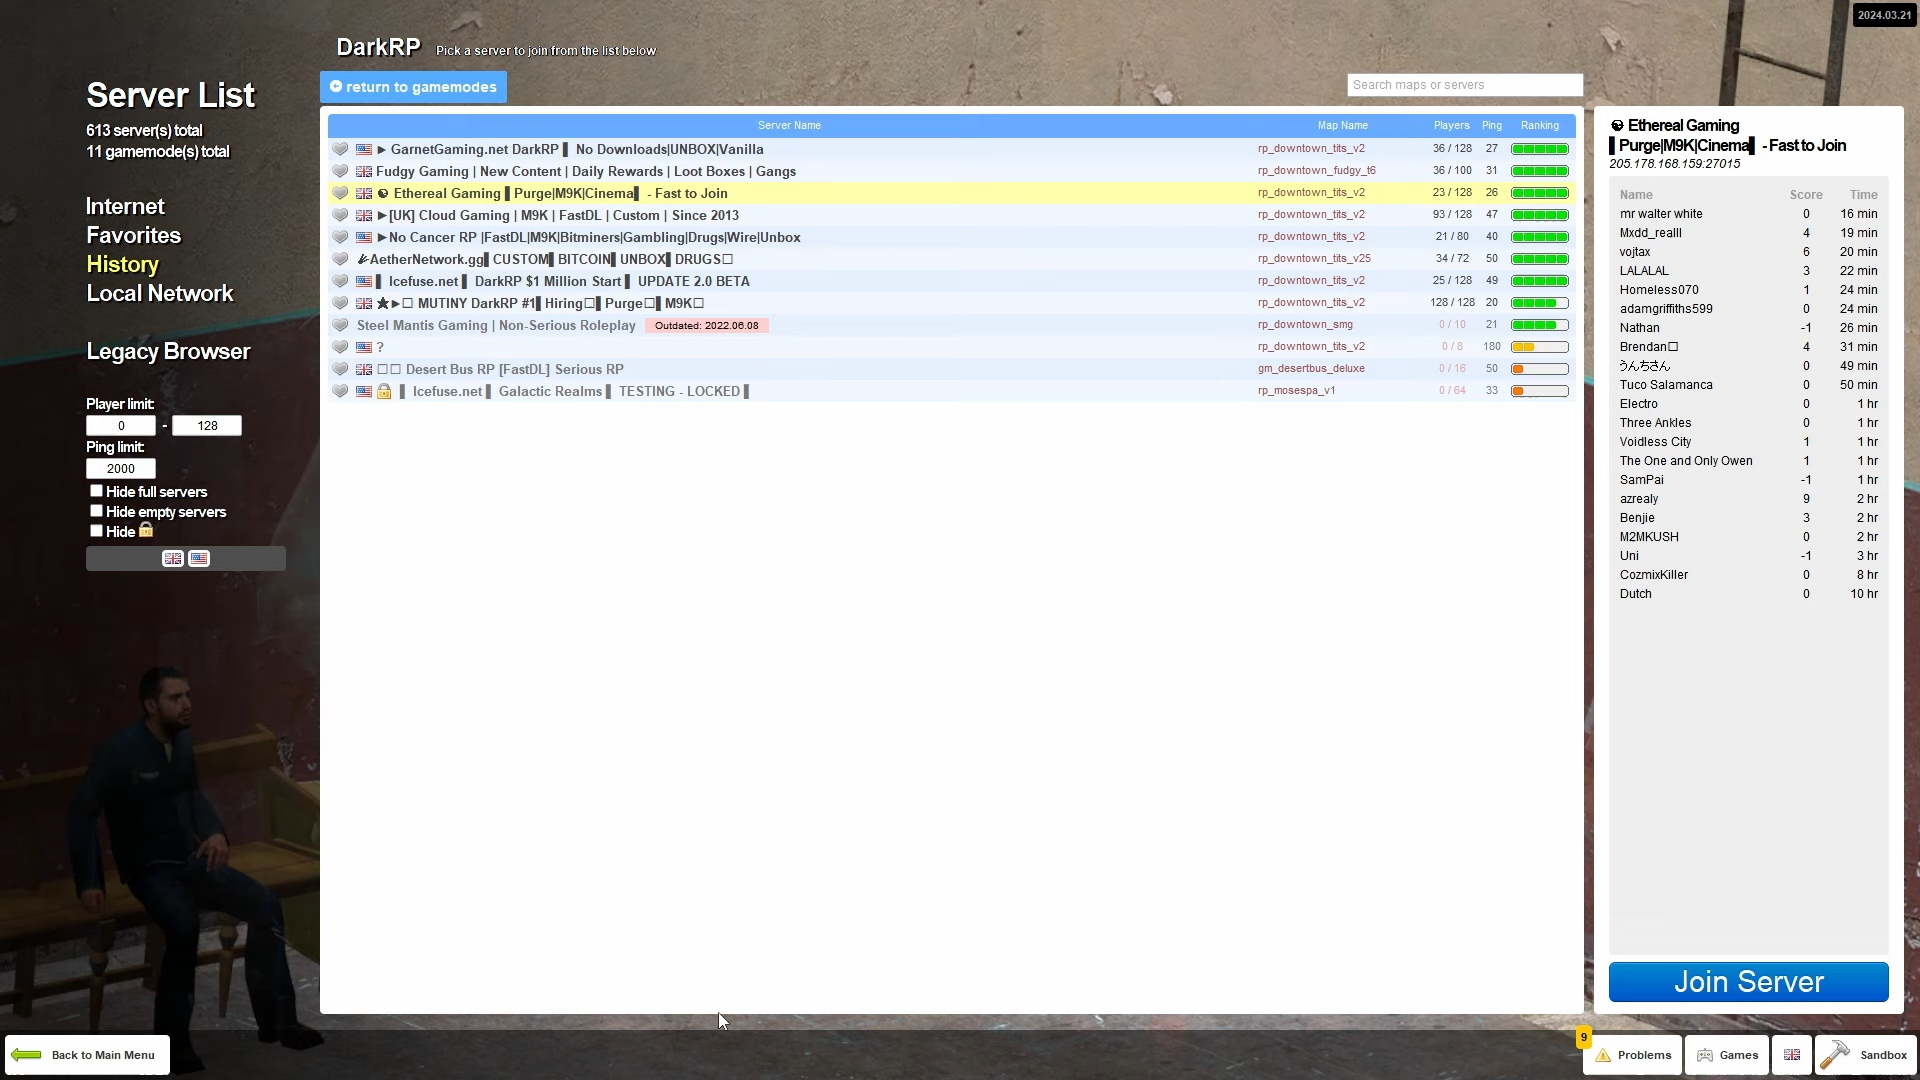 2024.03.21
DarkRP Pick a server to join from the list below
return to gamemodes
Search maps or servers
Server List
613 server(s) total
11 gamemode(s) total
Internet
Favorites
History
Local Network
Legacy Browser
Player limit:
0 - 128
Ping limit:
2000
Hide full servers
Hide empty servers
Hide
Server Name Map Name Players Ping Ranking
► GarnetGaming.net DarkRP ▌ No Downloads|UNBOX|Vanilla rp_downtown_tits_v2 36 / 128 27
Fudgy Gaming | New Content | Daily Rewards | Loot Boxes | Gangs rp_downtown_fudgy_t6 36 / 100 31
☯ Ethereal Gaming ▌Purge|M9K|Cinema▌ - Fast to Join rp_downtown_tits_v2 23 / 128 26
►[UK] Cloud Gaming | M9K | FastDL | Custom | Since 2013 rp_downtown_tits_v2 93 / 128 47
►No Cancer RP |FastDL|M9K|Bitminers|Gambling|Drugs|Wire|Unbox rp_downtown_tits_v2 21 / 80 40
AetherNetwork.gg▌CUSTOM▌BITCOIN▌UNBOX▌DRUGS□ rp_downtown_tits_v25 34 / 72 50
▌ Icefuse.net ▌ DarkRP $1 Million Start ▌ UPDATE 2.0 BETA rp_downtown_tits_v2 25 / 128 49
★►□ MUTINY DarkRP #1▌Hiring□▌Purge□▌M9K□ rp_downtown_tits_v2 128 / 128 20
Steel Mantis Gaming | Non-Serious Roleplay Outdated: 2022.06.08 rp_downtown_smg 0 / 10 21
? rp_downtown_tits_v2 0 / 8 180
□□ Desert Bus RP [FastDL] Serious RP gm_desertbus_deluxe 0 / 16 50
▌ Icefuse.net ▌ Galactic Realms ▌ TESTING - LOCKED ▌ rp_mosespa_v1 0 / 64 33
☯ Ethereal Gaming
▌Purge|M9K|Cinema▌ - Fast to Join
205.178.168.159:27015
Name Score Time
mr walter white 0 16 min
Mxdd_realll 4 19 min
vojtax 6 20 min
LALALAL 3 22 min
Homeless070 1 24 min
adamgriffiths599 0 24 min
Nathan -1 26 min
Brendan□ 4 31 min
うんちさん 0 49 min
Tuco Salamanca 0 50 min
Electro 0 1 hr
Three Ankles 0 1 hr
Voidless City 1 1 hr
The One and Only Owen 1 1 hr
SamPai -1 1 hr
azrealy 9 2 hr
Benjie 3 2 hr
M2MKUSH 0 2 hr
Uni -1 3 hr
CozmixKiller 0 8 hr
Dutch 0 10 hr
Join Server
Back to Main Menu
9
Problems
Games
Sandbox